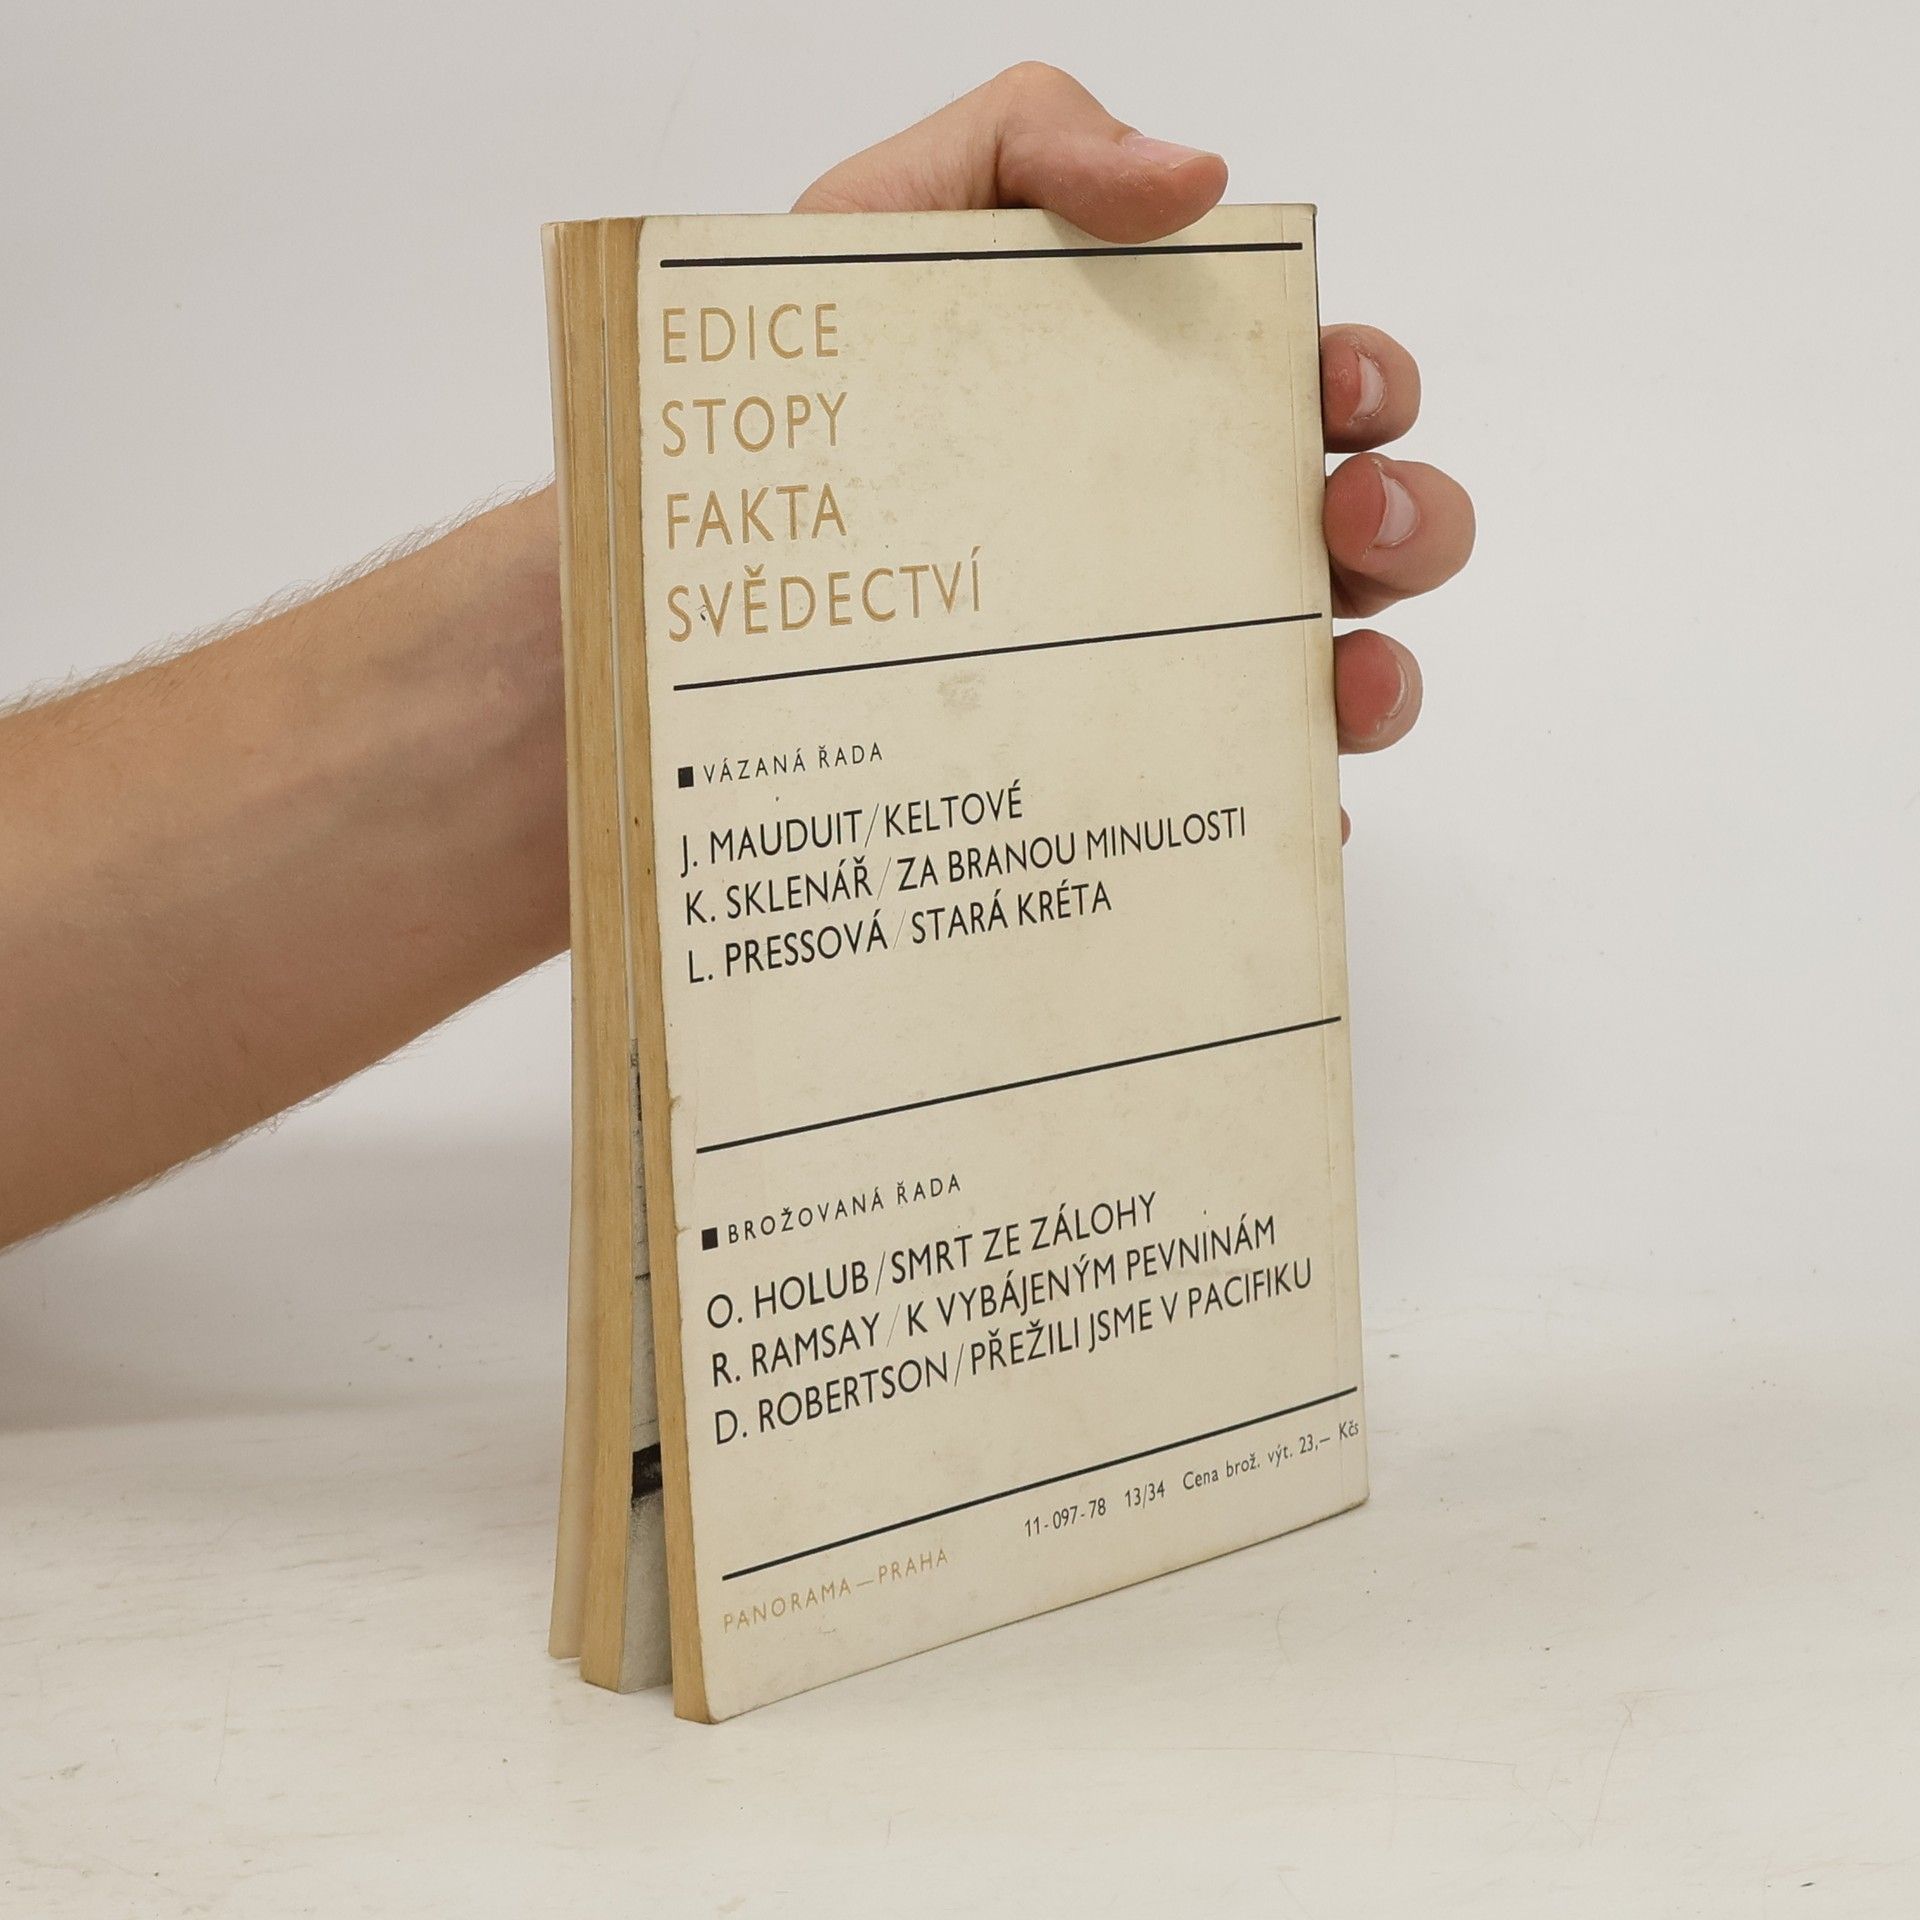 EDICE
STOPY
FAKTA
SVĚDECTVÍ
VÁZANÁ ŘADA
J. MAUDUIT/KELTOVÉ
K. SKLENÁŘ/ZA BRANOU MINULOSTI
L. PRESSOVÁ/STARÁ KRÉTA
BROŽOVANÁ ŘADA
O. HOLUB/SMRT ZE ZÁLOHY
R. RAMSAY/K VYBÁJENÝM PEVNINÁM
D. ROBERTSON/PŘEŽILI JSME V PACIFIKU
11-097-78 13/34 Cena brož. výt. 23,— Kčs
PANORAMA—PRAHA